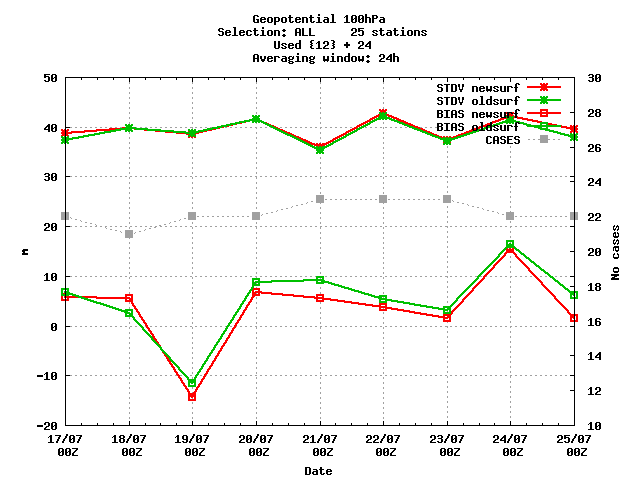 Geopotential 100hPa
Selection: ALL     25 stations
Used {12} + 24
Averaging window: 24h
50
40
30
20
10
0
-10
-20
m
30
28
26
24
22
20
18
16
14
12
10
No cases
STDV newsurf
STDV oldsurf
BIAS newsurf
BIAS oldsurf
CASES
17/07 18/07 19/07 20/07 21/07 22/07 23/07 24/07 25/07
00Z 00Z 00Z 00Z 00Z 00Z 00Z 00Z 00Z
Date